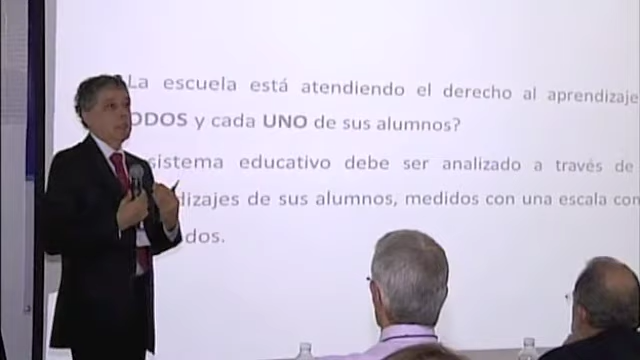 ¿La escuela está atendiendo el derecho al aprendizaje
TODOS y cada UNO de sus alumnos?
sistema educativo debe ser analizado a través de
dizajes de sus alumnos, medidos con una escala com
dos.